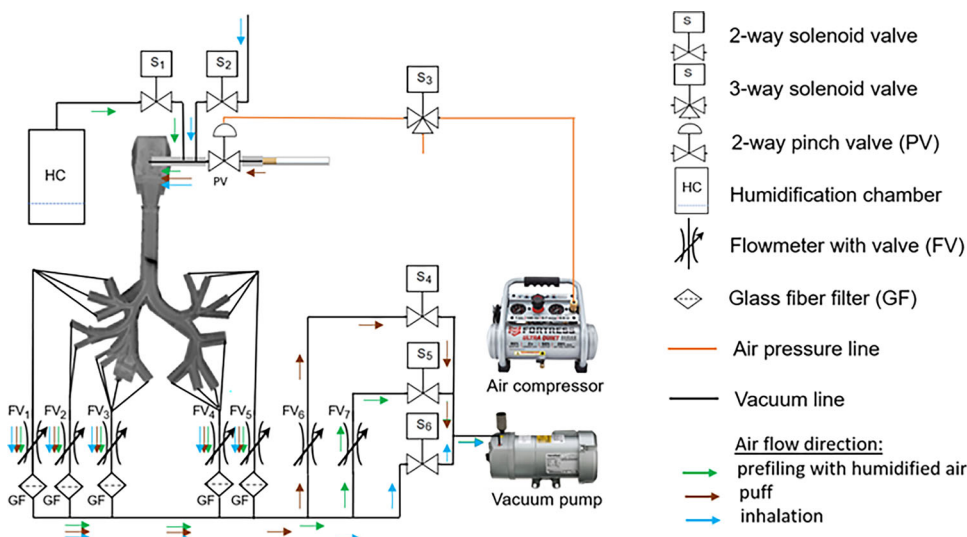 S1
S2
S3
HC
PV
S4
S5
S6
FV1
FV2
FV3
FV4
FV5
FV6
FV7
GF
GF
GF
GF
GF
FORTRESS
ULTRA QUIET
Air compressor
Vacuum pump
S
2-way solenoid valve
S
3-way solenoid valve
2-way pinch valve (PV)
HC
Humidification chamber
Flowmeter with valve (FV)
Glass fiber filter (GF)
Air pressure line
Vacuum line
Air flow direction:
prefiling with humidified air
puff
inhalation